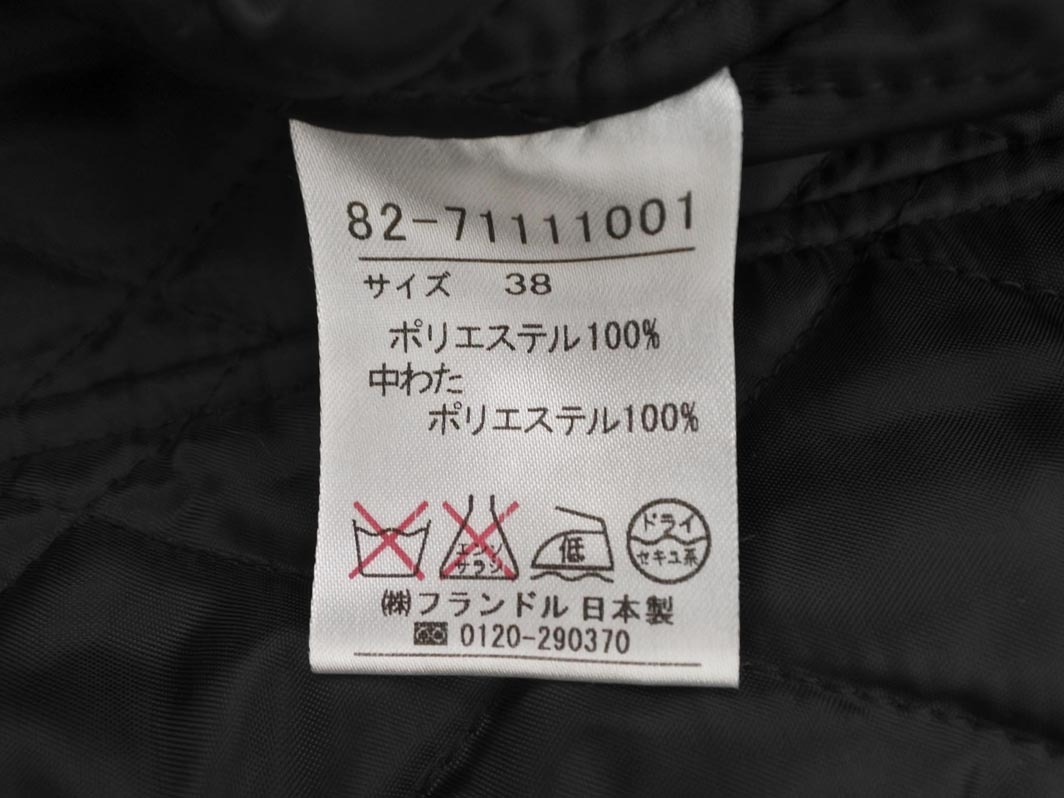 82-71111001
サイズ 38
ポリエステル100%
中わた
ポリエステル100%
エンソ サラシ 低 ドライ セキユ系
㈱フランドル 日本製
0120-290370